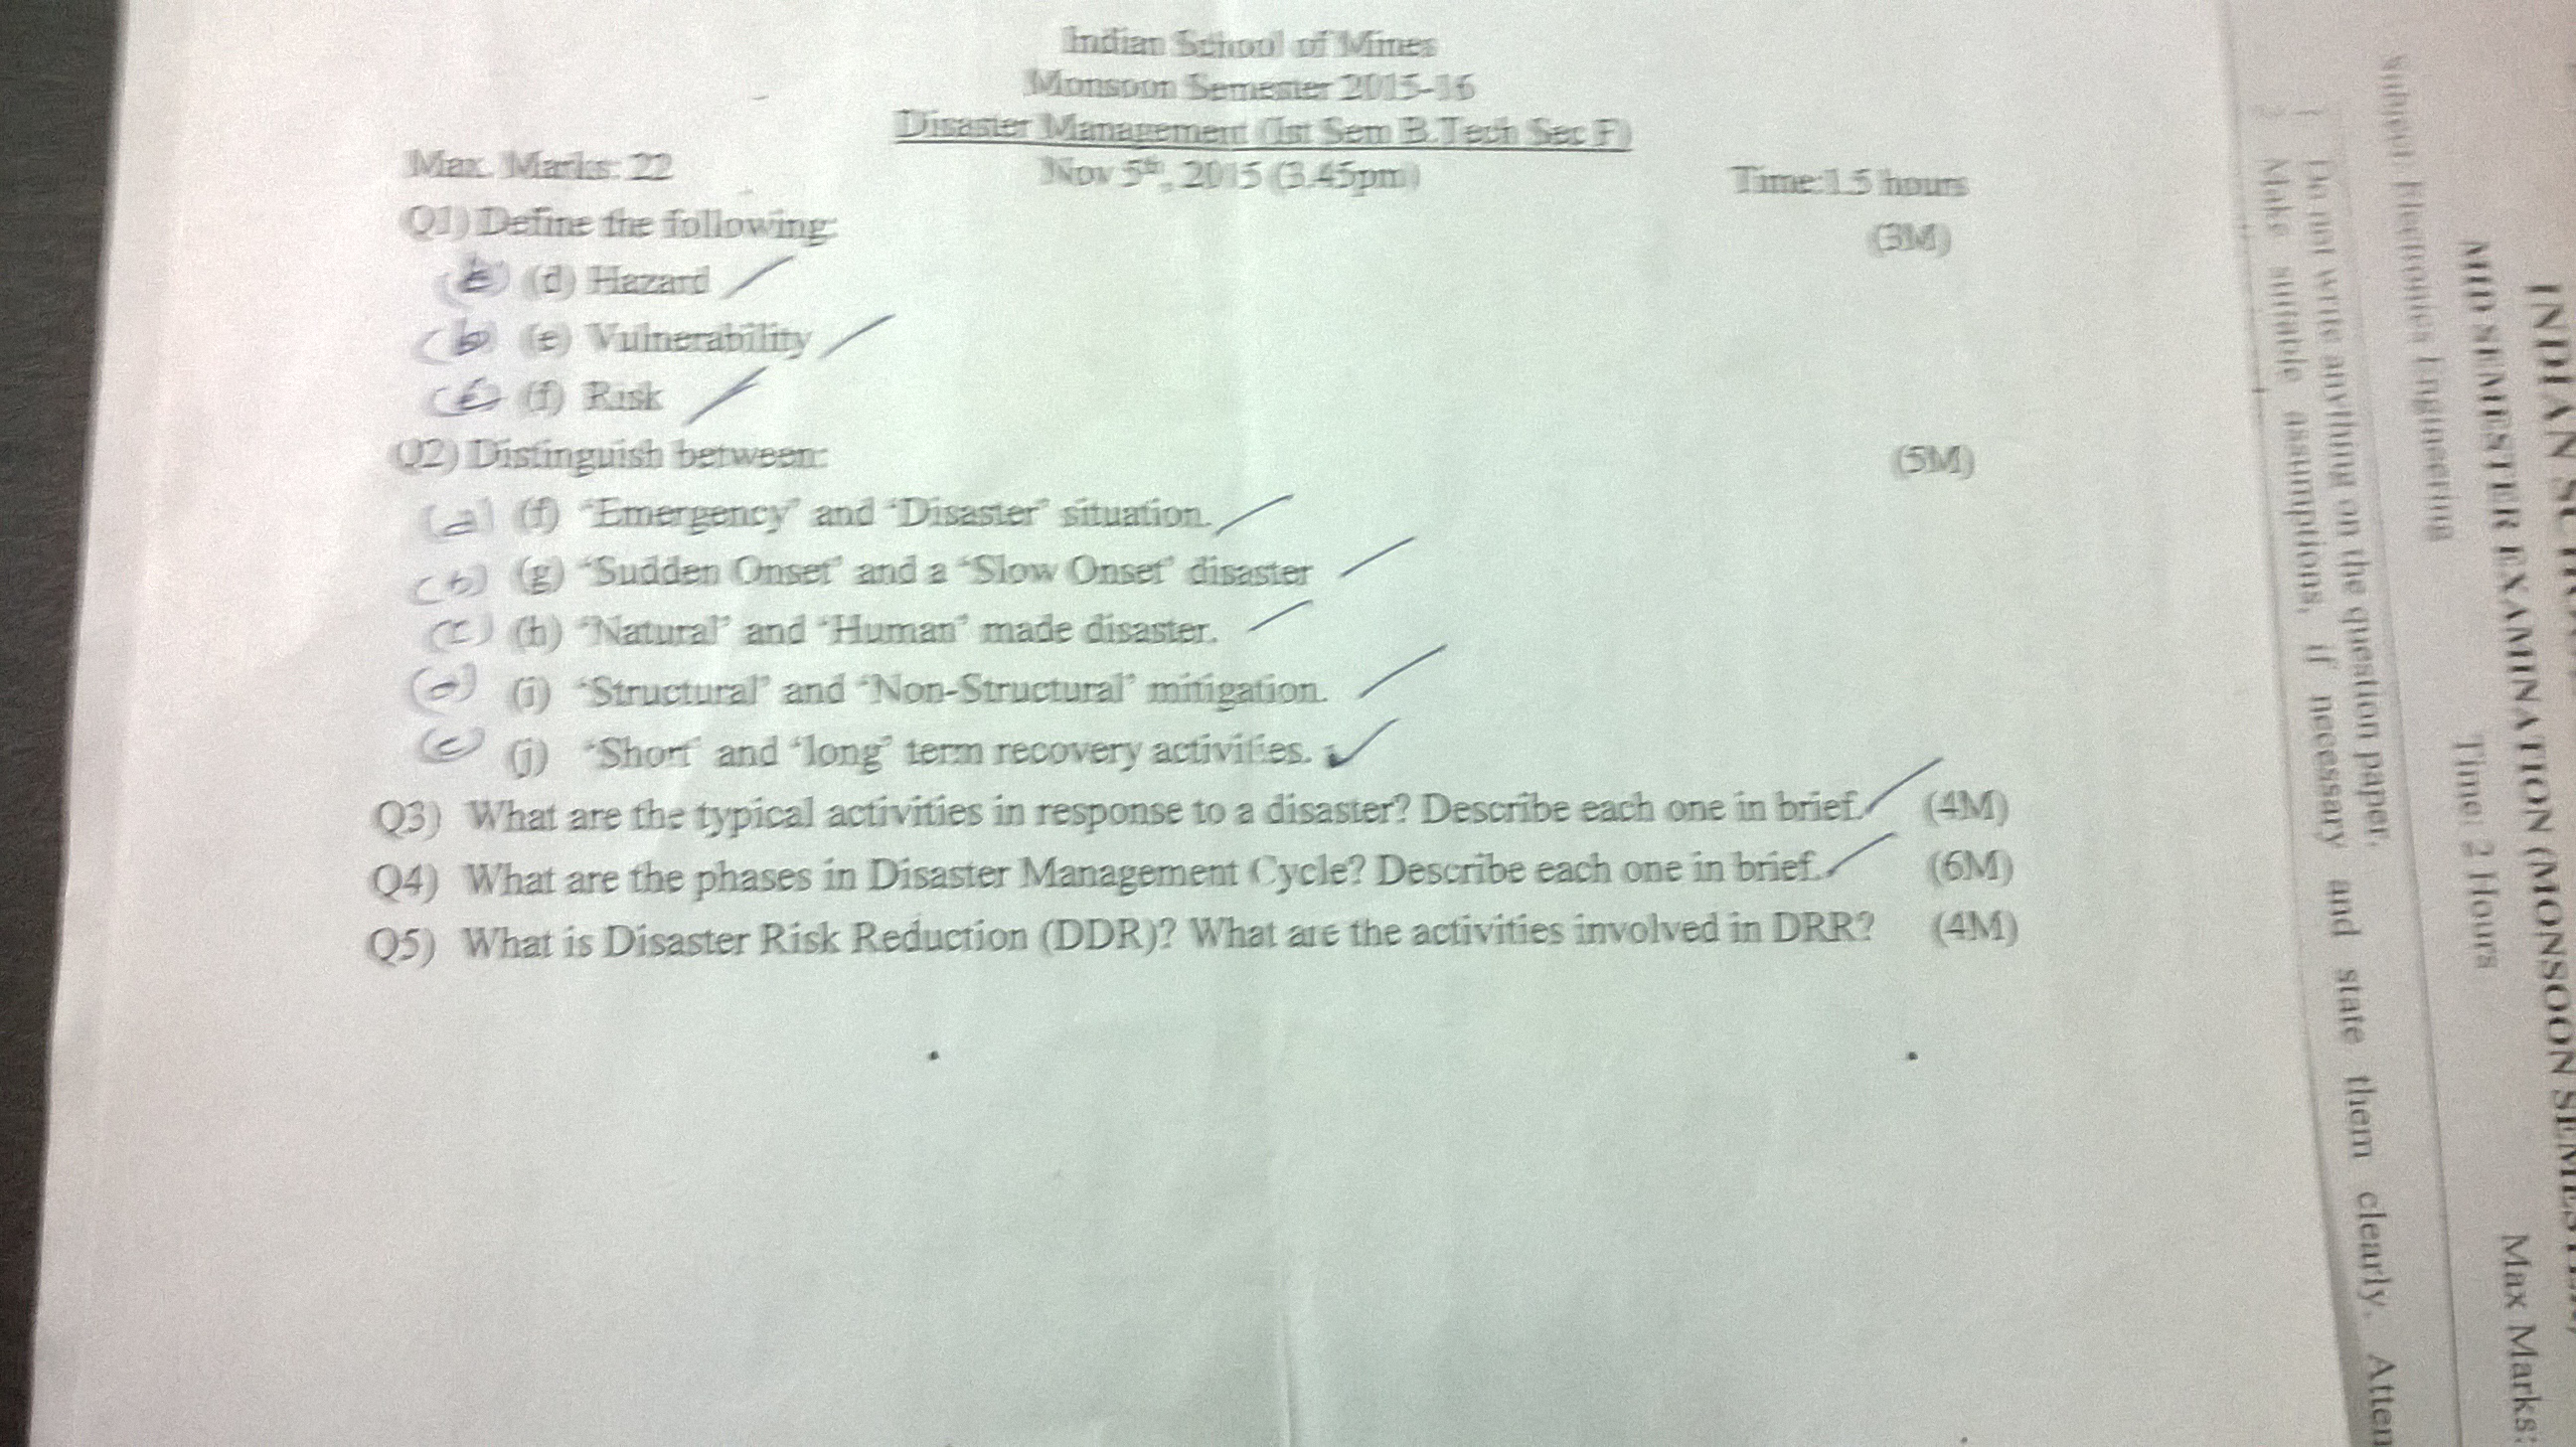 Indian School of Mines
Monsoon Semester 2015-16
Disaster Management (Ist Sem B.Tech Sec F)
Max. Marks: 22 Nov 5th, 2015 (3.45pm) Time:1.5 hours
Q1) Define the following: (3M)
(d) Hazard
(b) (e) Vulnerability
(f) Risk
Q2) Distinguish between: (5M)
(a) (f) ‘Emergency’ and ‘Disaster’ situation.
(b) (g) ‘Sudden Onset’ and a ‘Slow Onset’ disaster
(c) (h) ‘Natural’ and ‘Human’ made disaster.
(i) ‘Structural’ and ‘Non-Structural’ mitigation.
(j) ‘Short’ and ‘long’ term recovery activities.
Q3) What are the typical activities in response to a disaster? Describe each one in brief. (4M)
Q4) What are the phases in Disaster Management Cycle? Describe each one in brief. (6M)
Q5) What is Disaster Risk Reduction (DDR)? What are the activities involved in DRR? (4M)
INDIAN
MID SEMESTER EXAMINATION (MONSOON
Time: 2 Hours Max Marks:
Subject: Electronics Engineering
Do not write anything on the question paper.
Make suitable assumptions, if necessary and state them clearly.